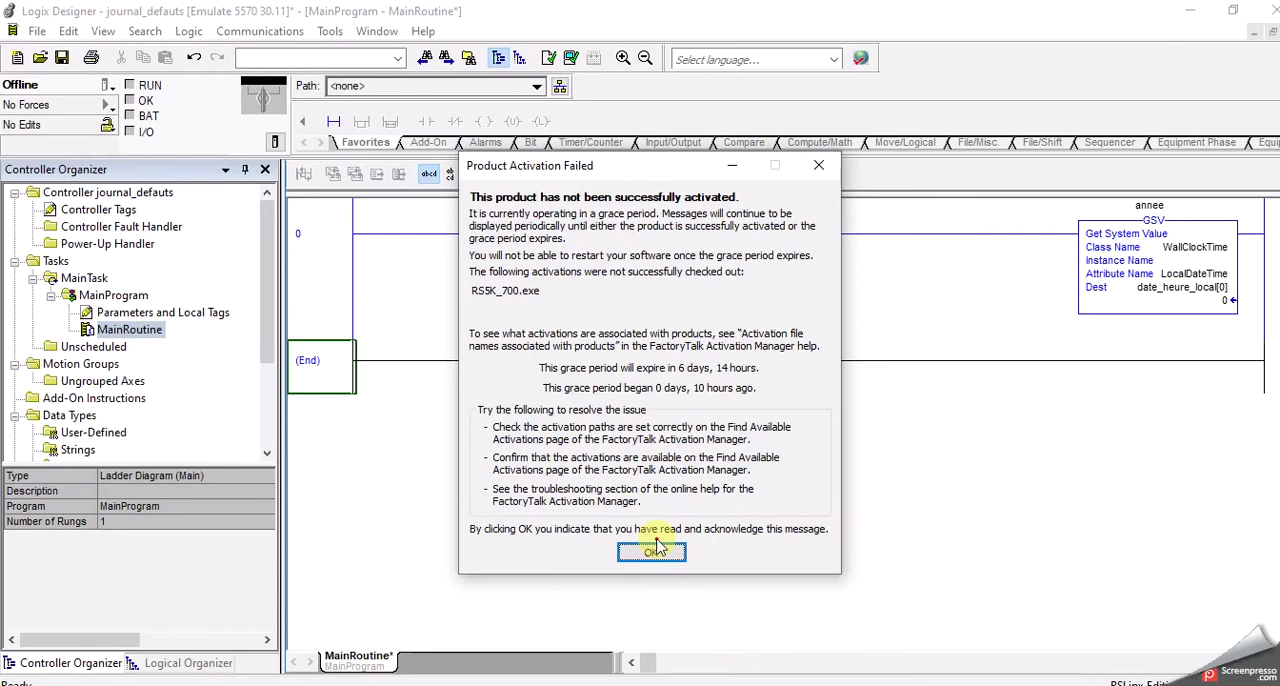 Logix Designer - journal_defauts [Emulate 5570 30.11]* - [MainProgram - MainRoutine*]
File Edit View Search Logic Communications Tools Window Help
Select language...
Offline
RUN
Path: <none>
No Forces
OK
No Edits
BAT
I/O
Favorites Add-On Alarms Bit Timer/Counter Input/Output Compare Compute/Math Move/Logical File/Misc. File/Shift Sequencer Equipment Phase
Controller Organizer
Controller journal_defauts
Controller Tags
Controller Fault Handler
Power-Up Handler
Tasks
MainTask
MainProgram
Parameters and Local Tags
MainRoutine
Unscheduled
Motion Groups
Ungrouped Axes
Add-On Instructions
Data Types
User-Defined
Strings
Type Ladder Diagram (Main)
Description
Program MainProgram
Number of Rungs 1
Controller Organizer Logical Organizer
abcd
0
(End)
annee
GSV
Get System Value
Class Name WallClockTime
Instance Name
Attribute Name LocalDateTime
Dest date_heure_local[0]
0
Product Activation Failed
This product has not been successfully activated.
It is currently operating in a grace period. Messages will continue to be
displayed periodically until either the product is successfully activated or the
grace period expires.
You will not be able to restart your software once the grace period expires.
The following activations were not successfully checked out:
RS5K_700.exe
To see what activations are associated with products, see "Activation file
names associated with products" in the FactoryTalk Activation Manager help.
This grace period will expire in 6 days, 14 hours.
This grace period began 0 days, 10 hours ago.
Try the following to resolve the issue
- Check the activation paths are set correctly on the Find Available
Activations page of the FactoryTalk Activation Manager.
- Confirm that the activations are available on the Find Available
Activations page of the FactoryTalk Activation Manager.
- See the troubleshooting section of the online help for the
FactoryTalk Activation Manager.
By clicking OK you indicate that you have read and acknowledge this message.
OK
MainRoutine*
MainProgram
Screenpresso
.com